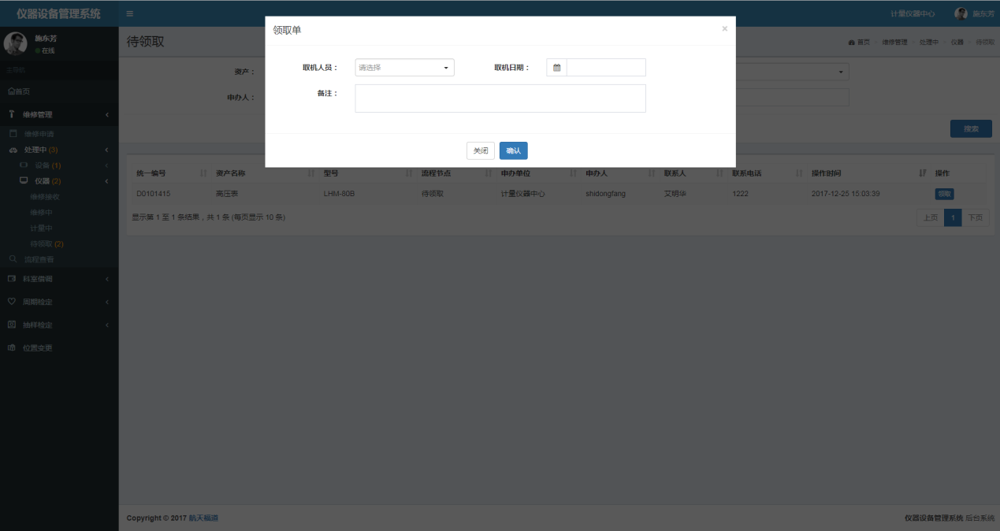 仪器设备管理系统
计量仪器中心 施东芳
施东芳
在线
主导航
首页
维修管理
维修申请
处理中 (3)
设备 (1)
仪器 (2)
维修接收
维修中
计量中
待领取 (2)
流程查看
科室借调
周期检定
抽样检定
位置变更
待领取
首页 > 维修管理 > 处理中 > 仪器 > 待领取
领取单 ×
取机人员： 请选择 取机日期：
备注：
关闭 确认
资产：
申办人：
搜索
统一编号 资产名称 型号 流程节点 申办单位 申办人 联系人 联系电话 操作时间 操作
D0101415 高压表 LHM-80B 待领取 计量仪器中心 shidongfang 艾明华 1222 2017-12-25 15:03:39 领取
显示第 1 至 1 条结果，共 1 条 (每页显示 10 条)
上页 1 下页
Copyright © 2017 航天福道
仪器设备管理系统 后台系统